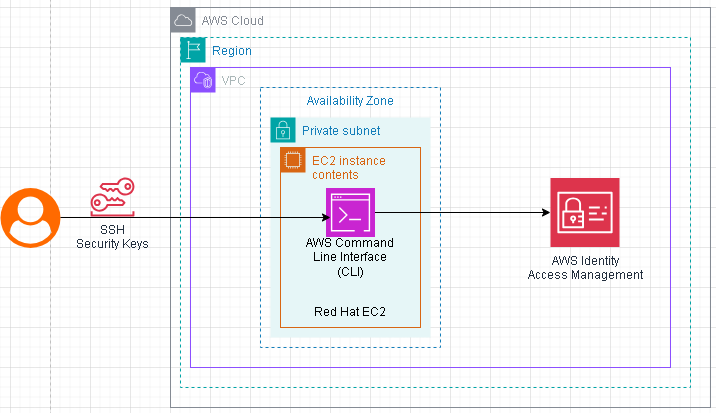 AWS Cloud
Region
VPC
Availability Zone
Private subnet
EC2 instance
contents
SSH
Security Keys
AWS Command
Line Interface
(CLI)
AWS Identity
Access Management
Red Hat EC2